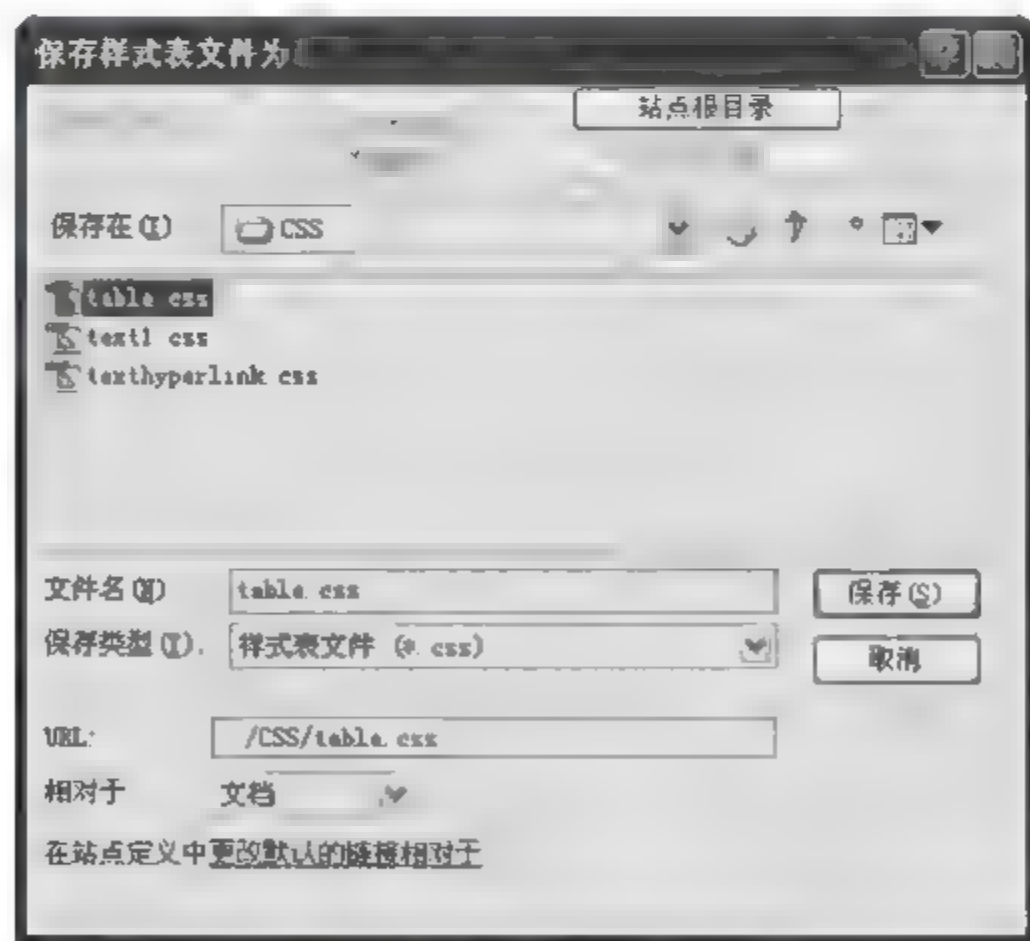 保存样式表文件为
站点根目录
保存在(I) CSS
table css
text1 css
texthyperlink css
文件名(N) table css 保存(S)
保存类型(T). 样式表文件 (*.css) 取消
URL: /CSS/table.css
相对于 文档
在站点定义中更改默认的链接相对于